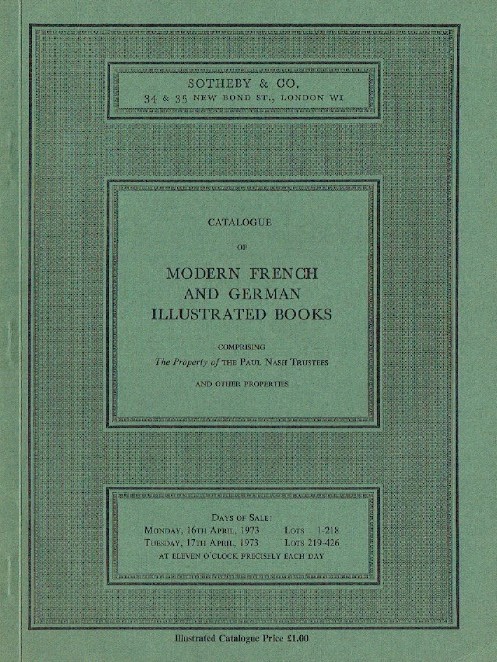 SOTHEBY & CO.
34 & 35 NEW BOND ST., LONDON W1
CATALOGUE
OF
MODERN FRENCH
AND GERMAN
ILLUSTRATED BOOKS
COMPRISING
The Property of THE PAUL NASH TRUSTEES
AND OTHER PROPERTIES
DAYS OF SALE:
MONDAY, 16TH APRIL, 1973 LOTS 1-218
TUESDAY, 17TH APRIL, 1973 LOTS 219-426
AT ELEVEN O'CLOCK PRECISELY EACH DAY
Illustrated Catalogue Price £1.00